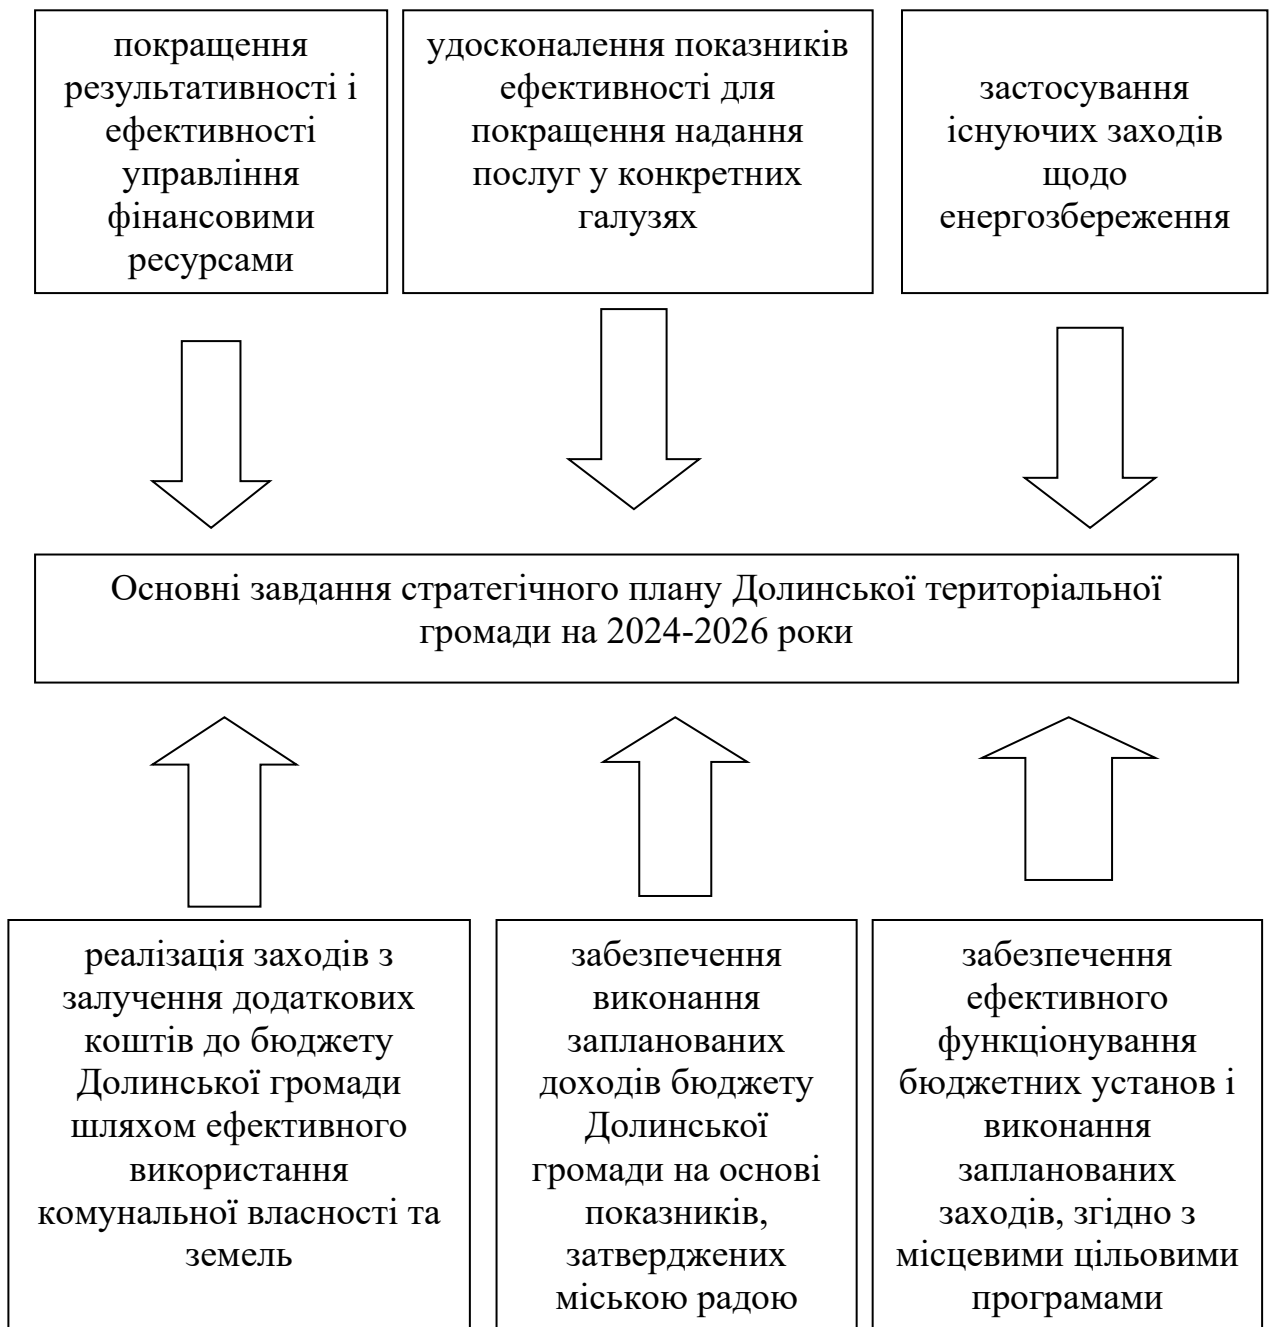 покращення
результативності і
ефективності
управління
фінансовими
ресурсами
удосконалення показників
ефективності для
покращення надання
послуг у конкретних
галузях
застосування
існуючих заходів
щодо
енергозбереження
Основні завдання стратегічного плану Долинської територіальної
громади на 2024-2026 роки
реалізація заходів з
залучення додаткових
коштів до бюджету
Долинської громади
шляхом ефективного
використання
комунальної власності та
земель
забезпечення
виконання
запланованих
доходів бюджету
Долинської
громади на основі
показників,
затверджених
міською радою
забезпечення
ефективного
функціонування
бюджетних установ і
виконання
запланованих
заходів, згідно з
місцевими цільовими
програмами